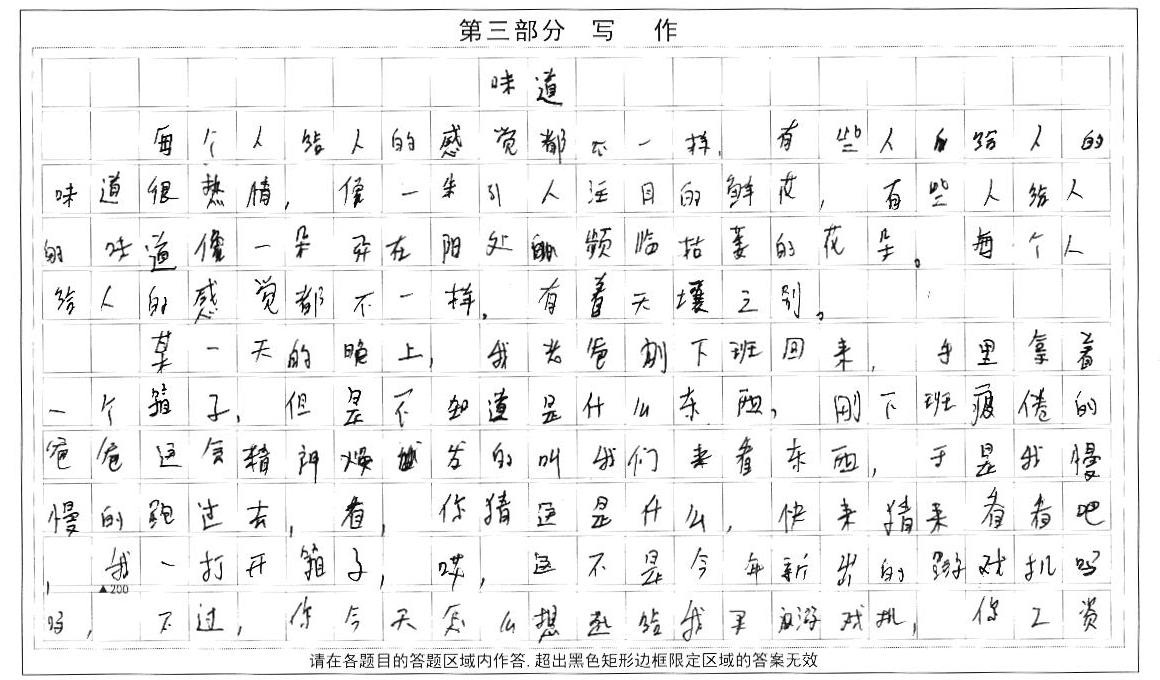 第三部分 写 作
味道
每个人给人的感觉都不一样，有些人给人的
味道很热情，像一朵引人注目的鲜花，有些人给人
的味道像一朵开在阴处频临枯萎的花朵。每个人
给人的感觉都不一样，有着天壤之别。
某一天的晚上，我老爸刚下班回来，手里拿着
一个箱子，但是不知道是什么东西，刚下班疲倦的
爸爸这会精神焕发的叫我们来看东西，于是我慢
慢的跑过去，看，你猜这是什么，快来猜来看看吧
，我一打开箱子，哎，这不是今年新出的游戏机吗
▲200
吗，不过，你今天怎么想起给我买游戏机，你工资
请在各题目的答题区域内作答，超出黑色矩形边框限定区域的答案无效